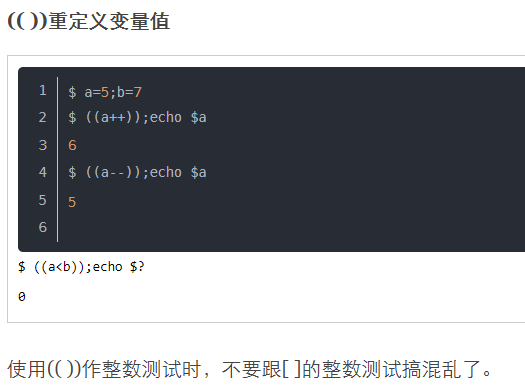 (( ))重定义变量值
1 $ a=5;b=7
2 $ ((a++));echo $a
3 6
4 $ ((a--));echo $a
5 5
6
$ ((a<b));echo $?
0
使用(( ))作整数测试时，不要跟[ ]的整数测试搞混乱了。